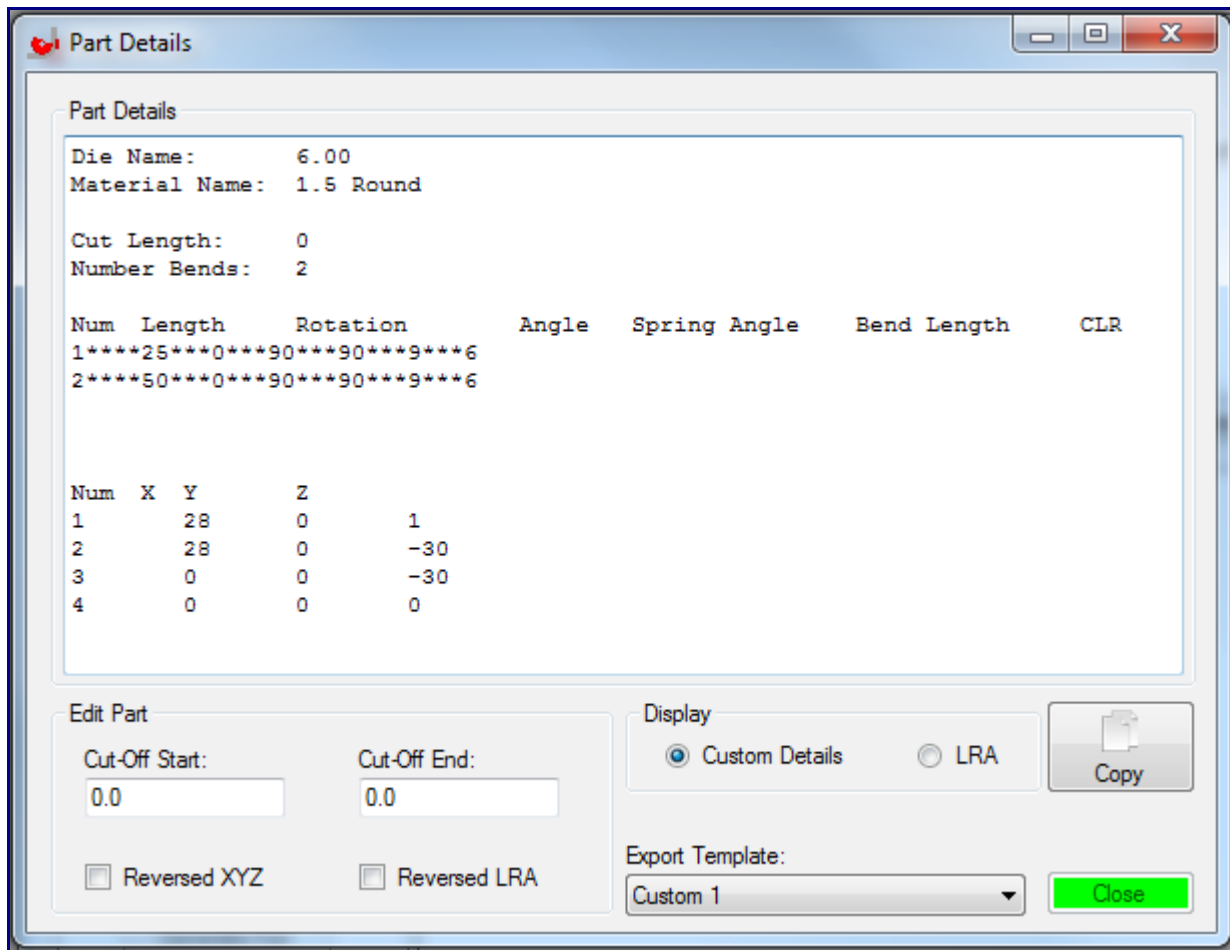 Part Details
Part Details
Die Name: 6.00
Material Name: 1.5 Round
Cut Length: 0
Number Bends: 2
Num Length Rotation Angle Spring Angle Bend Length CLR
1****25***0***90***90***9***6
2****50***0***90***90***9***6
Num X Y Z
1 28 0 1
2 28 0 -30
3 0 0 -30
4 0 0 0
Edit Part
Cut-Off Start: Cut-Off End:
0.0 0.0
Reversed XYZ Reversed LRA
Display
Custom Details LRA
Copy
Export Template:
Custom 1
Close